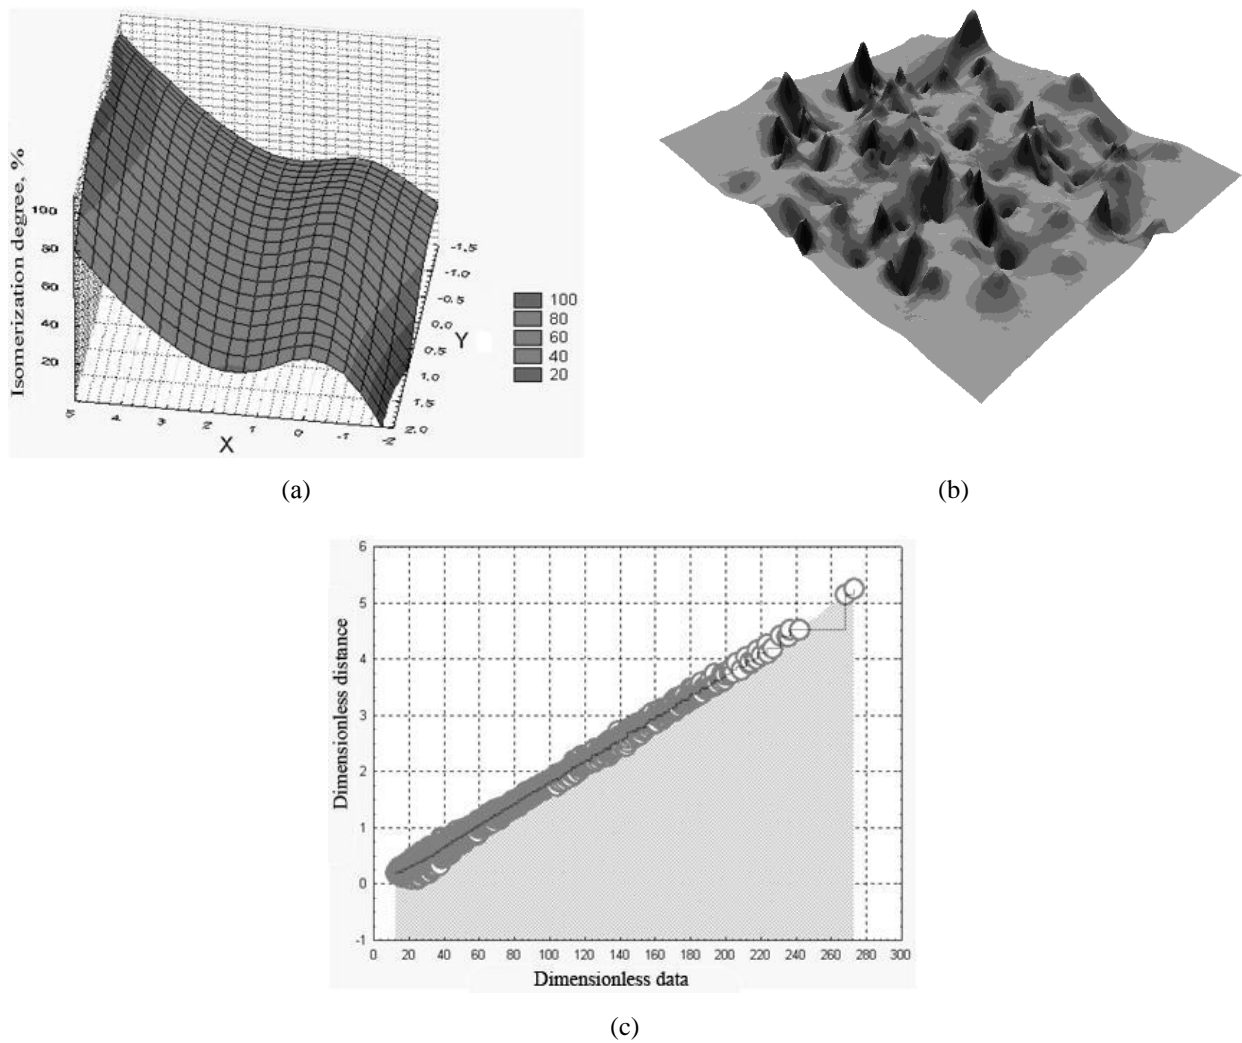 Isomerization degree, %
100
80
60
40
20
5 4 3 2 1 0 -1 -2
X
-1.5
-1.0
-0.5
0.0
0.5
1.0
1.5
2.0
Y
100
80
60
40
20
(a)
(b)
Dimensionless distance
6
5
4
3
2
1
0
-1
0 20 40 60 80 100 120 140 160 180 200 220 240 260 280 300
Dimensionless data
(c)